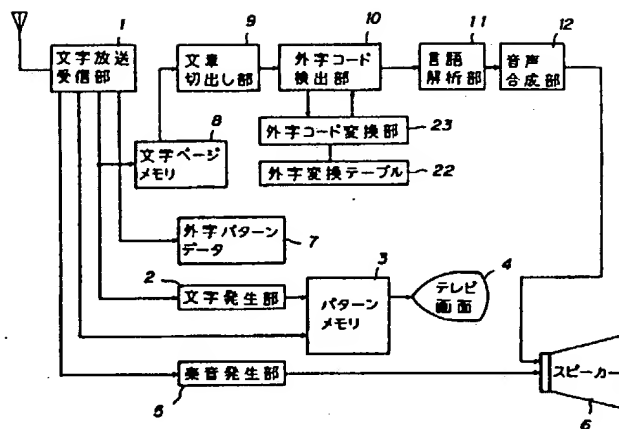 1
文字放送
受信部
9
文章
切出し部
10
外字コード
検出部
11
言語
解析部
12
音声
合成部
8
文字ページ
メモリ
外字コード変換部
23
外字変換テーブル
22
外字パターン
データ
7
2
文字発生部
3
パターン
メモリ
4
テレビ
画面
楽音発生部
5
スピーカー
6